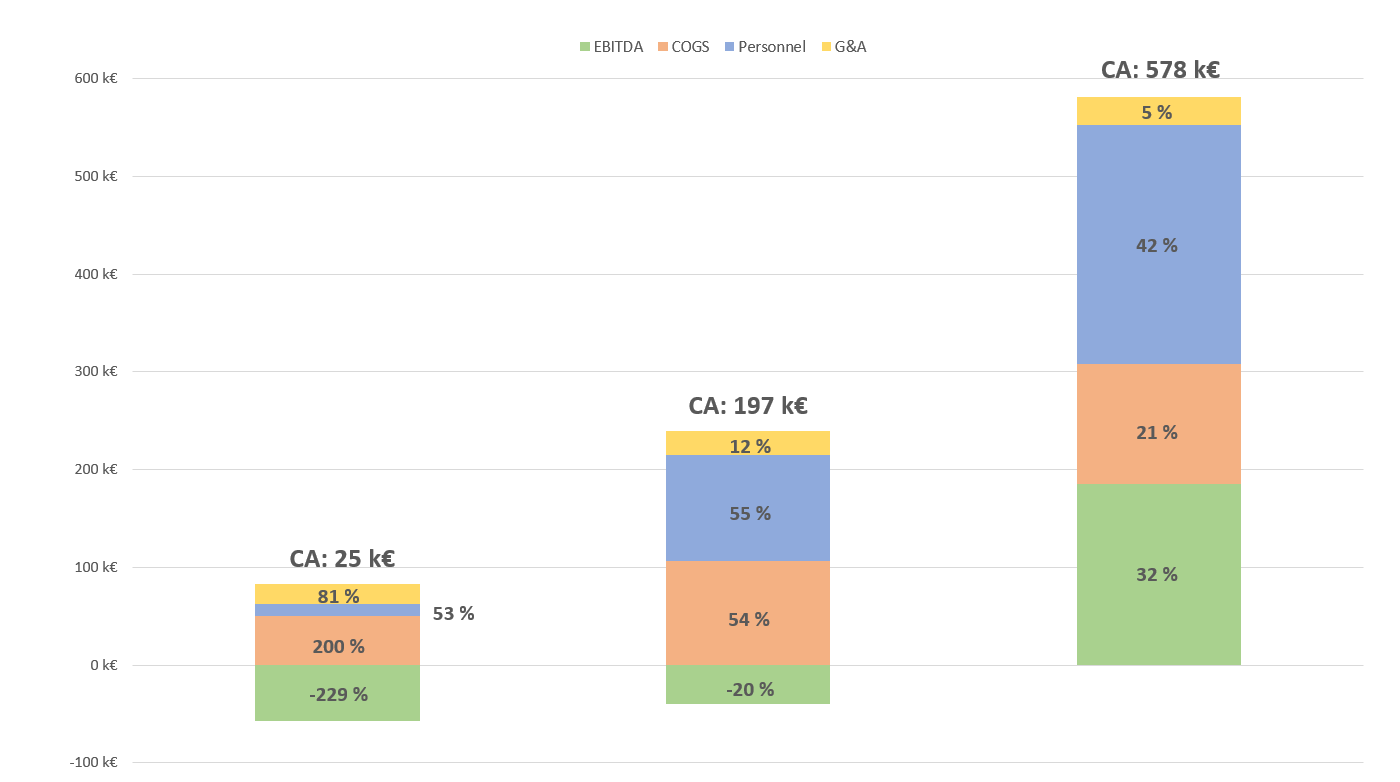 EBITDA COGS Personnel G&A
CA: 578 k€
600 k€
5 %
500 k€
42 %
400 k€
300 k€
CA: 197 k€
21 %
12 %
200 k€
55 %
CA: 25 k€
100 k€
32 %
81 %
53 %
54 %
200 %
0 k€
-229 %
-20 %
-100 k€